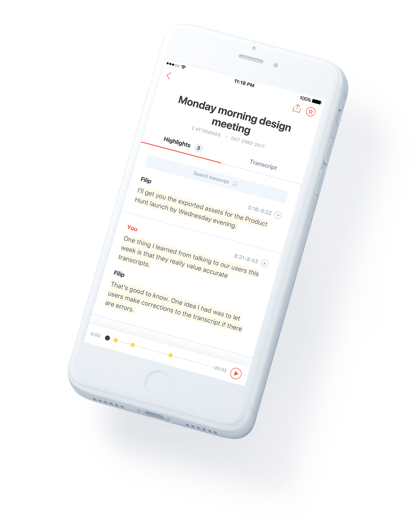 11:18 PM
100%
Monday morning design
meeting
2 ATTENDEES • OCT 23RD 2017
Highlights 3
Transcript
Search transcript
Filip
0:16-0:22
I'll get you the exported assets for the Product
Hunt launch by Wednesday evening.
You
8:21-8:43
One thing I learned from talking to our users this
week is that they really value accurate
transcripts.
Filip
That's good to know. One idea I had was to let
users make corrections to the transcript if there
are errors.
0:00